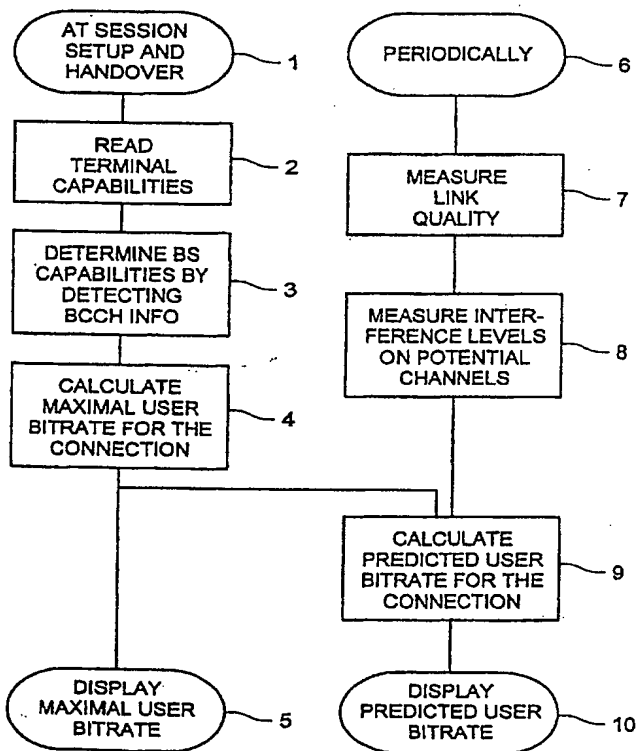 AT SESSION
SETUP AND
HANDOVER
1
READ
TERMINAL
CAPABILITIES
2
DETERMINE BS
CAPABILITIES BY
DETECTING
BCCH INFO
3
CALCULATE
MAXIMAL USER
BITRATE FOR THE
CONNECTION
4
DISPLAY
MAXIMAL USER
BITRATE
5
PERIODICALLY
6
MEASURE
LINK
QUALITY
7
MEASURE INTER-
FERENCE LEVELS
ON POTENTIAL
CHANNELS
8
CALCULATE
PREDICTED USER
BITRATE FOR THE
CONNECTION
9
DISPLAY
PREDICTED USER
BITRATE
10